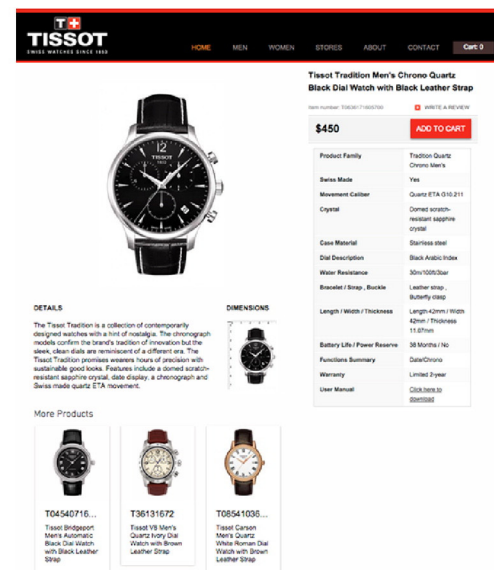 TISSOT
SWISS WATCHES SINCE 1853
HOME MEN WOMEN STORES ABOUT CONTACT Cart: 0
Tissot Tradition Men's Chrono Quartz
Black Dial Watch with Black Leather Strap
Item number: WRITE A REVIEW
$450 ADD TO CART
Product Family Tradition Quartz
Chrono Men's
Swiss Made Yes
Movement Caliber Quartz ETA G10.211
Crystal Domed scratch-
resistant sapphire
crystal
Case Material Stainless steel
Dial Description Black Arabic Index
Water Resistance 30m/100ft/3bar
Bracelet / Strap , Buckle Leather strap ,
Butterfly clasp
Length / Width / Thickness Length 42mm / Width
42mm / Thickness
11.07mm
Battery Life / Power Reserve 38 Months / No
Functions Summary Date/Chrono
Warranty Limited 2-year
User Manual Click here to
download
TISSOT
1853
DETAILS
The Tissot Tradition is a collection of contemporarily
designed watches with a hint of nostalgia. The chronograph
models confirm the brand's tradition of innovation but the
sleek, clean dials are reminiscent of a different era. The
Tissot Tradition promises wearers hours of precision with
sustainable good looks. Features include a domed scratch-
resistant sapphire crystal, date display, a chronograph and
Swiss made quartz ETA movement.
DIMENSIONS
More Products
T04540716...
Tissot Bridgeport
Men's Automatic
Black Dial Watch
with Black Leather
Strap
T36131672
Tissot V8 Men's
Quartz Ivory Dial
Watch with Brown
Leather Strap
T08541036...
Tissot Carson
Men's Quartz
White Roman Dial
Watch with Brown
Leather Strap